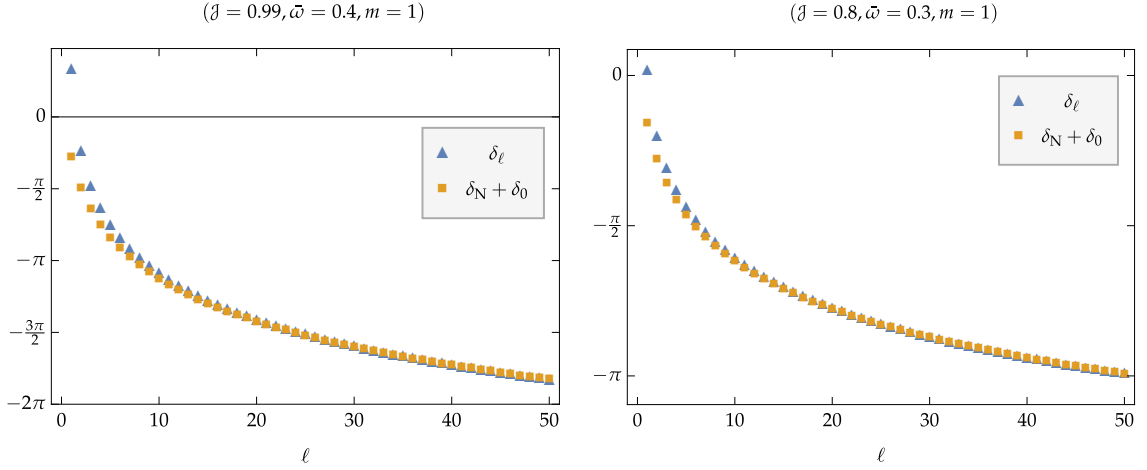 (𝒥 = 0.99, ω̄ = 0.4, m = 1)
0
−π/2
−π
−3π/2
−2π
0 10 20 30 40 50
ℓ
δℓ
δN + δ0
(𝒥 = 0.8, ω̄ = 0.3, m = 1)
0
−π/2
−π
0 10 20 30 40 50
ℓ
δℓ
δN + δ0